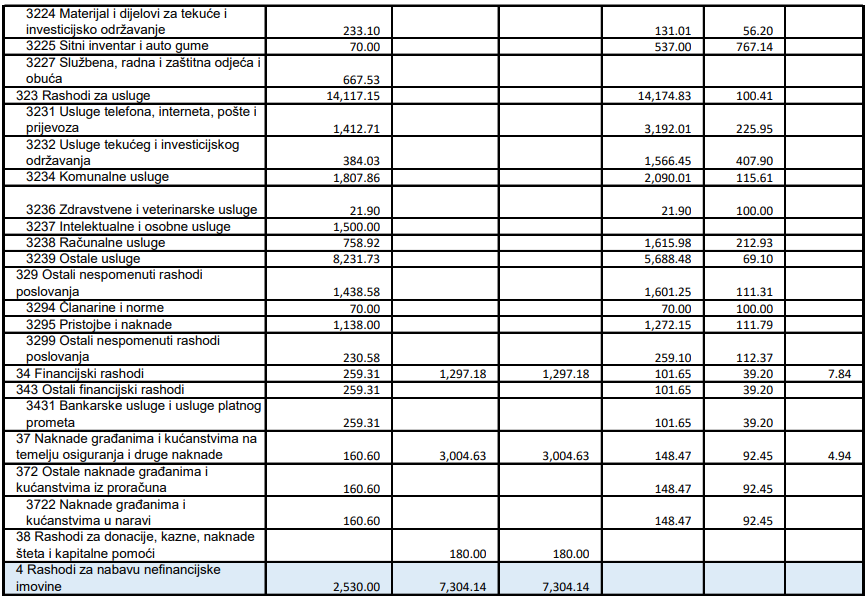 3224 Materijal i dijelovi za tekuće i
investicijsko održavanje 233.10 131.01 56.20
3225 Sitni inventar i auto gume 70.00 537.00 767.14
3227 Službena, radna i zaštitna odjeća i
obuća 667.53
323 Rashodi za usluge 14,117.15 14,174.83 100.41
3231 Usluge telefona, interneta, pošte i
prijevoza 1,412.71 3,192.01 225.95
3232 Usluge tekućeg i investicijskog
održavanja 384.03 1,566.45 407.90
3234 Komunalne usluge 1,807.86 2,090.01 115.61
3236 Zdravstvene i veterinarske usluge 21.90 21.90 100.00
3237 Intelektualne i osobne usluge 1,500.00
3238 Računalne usluge 758.92 1,615.98 212.93
3239 Ostale usluge 8,231.73 5,688.48 69.10
329 Ostali nespomenuti rashodi
poslovanja 1,438.58 1,601.25 111.31
3294 Članarine i norme 70.00 70.00 100.00
3295 Pristojbe i naknade 1,138.00 1,272.15 111.79
3299 Ostali nespomenuti rashodi
poslovanja 230.58 259.10 112.37
34 Financijski rashodi 259.31 1,297.18 1,297.18 101.65 39.20 7.84
343 Ostali financijski rashodi 259.31 101.65 39.20
3431 Bankarske usluge i usluge platnog
prometa 259.31 101.65 39.20
37 Naknade građanima i kućanstvima na
temelju osiguranja i druge naknade 160.60 3,004.63 3,004.63 148.47 92.45 4.94
372 Ostale naknade građanima i
kućanstvima iz proračuna 160.60 148.47 92.45
3722 Naknade građanima i
kućanstvima u naravi 160.60 148.47 92.45
38 Rashodi za donacije, kazne, naknade
šteta i kapitalne pomoći 180.00 180.00
4 Rashodi za nabavu nefinancijske
imovine 2,530.00 7,304.14 7,304.14